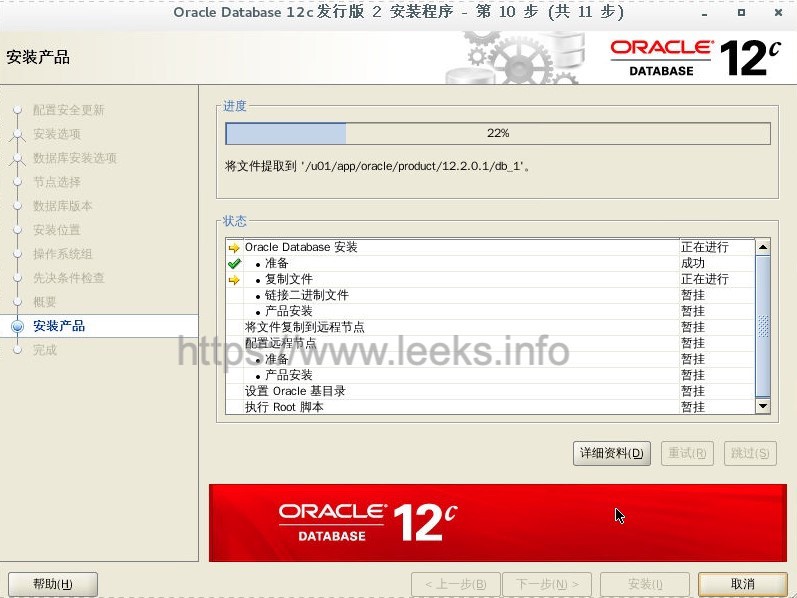 Oracle Database 12c 发行版 2 安装程序 - 第 10 步 (共 11 步)
安装产品
ORACLE 12c
DATABASE
配置安全更新
安装选项
数据库安装选项
节点选择
数据库版本
安装位置
操作系统组
先决条件检查
概要
安装产品
完成
进度
22%
将文件提取到 '/u01/app/oracle/product/12.2.0.1/db_1'。
状态
Oracle Database 安装 正在进行
• 准备 成功
• 复制文件 正在进行
• 链接二进制文件 暂挂
• 产品安装 暂挂
将文件复制到远程节点 暂挂
配置远程节点 暂挂
• 准备 暂挂
• 产品安装 暂挂
设置 Oracle 基目录 暂挂
执行 Root 脚本 暂挂
https://www.leeks.info
详细资料(D) 重试(R) 跳过(S)
ORACLE 12c
DATABASE
帮助(H) < 上一步(B) 下一步(N) > 安装(I) 取消